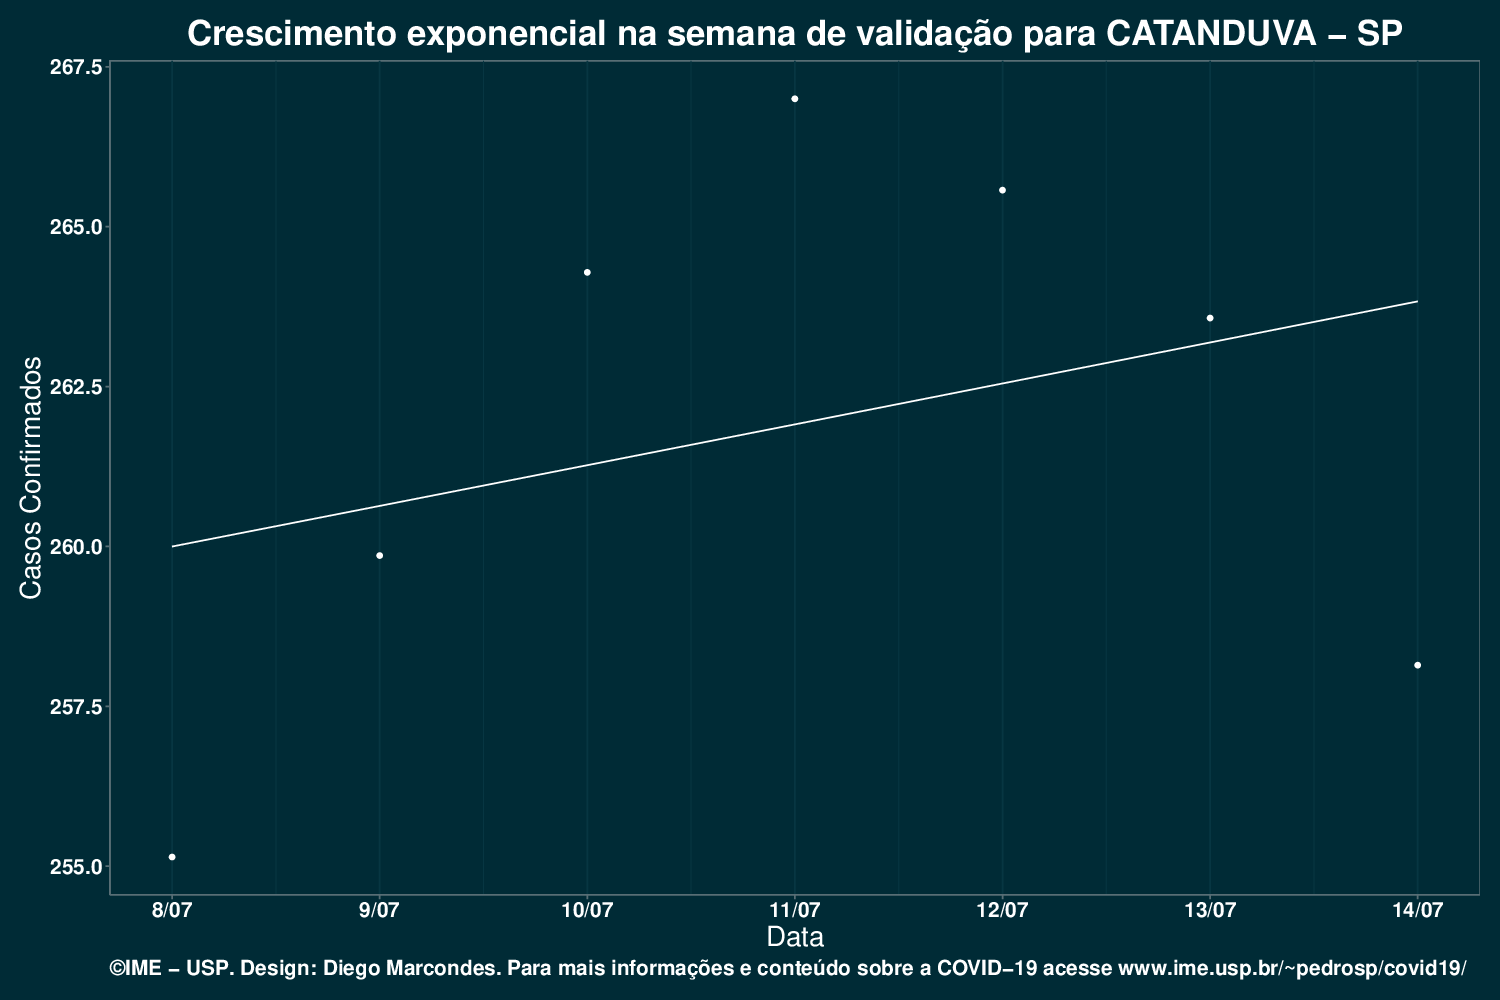 Crescimento exponencial na semana de validação para CATANDUVA − SP
267.5
265.0
262.5
260.0
257.5
255.0
Casos Confirmados
8/07 9/07 10/07 11/07 12/07 13/07 14/07
Data
©IME − USP. Design: Diego Marcondes. Para mais informações e conteúdo sobre a COVID−19 acesse www.ime.usp.br/~pedrosp/covid19/